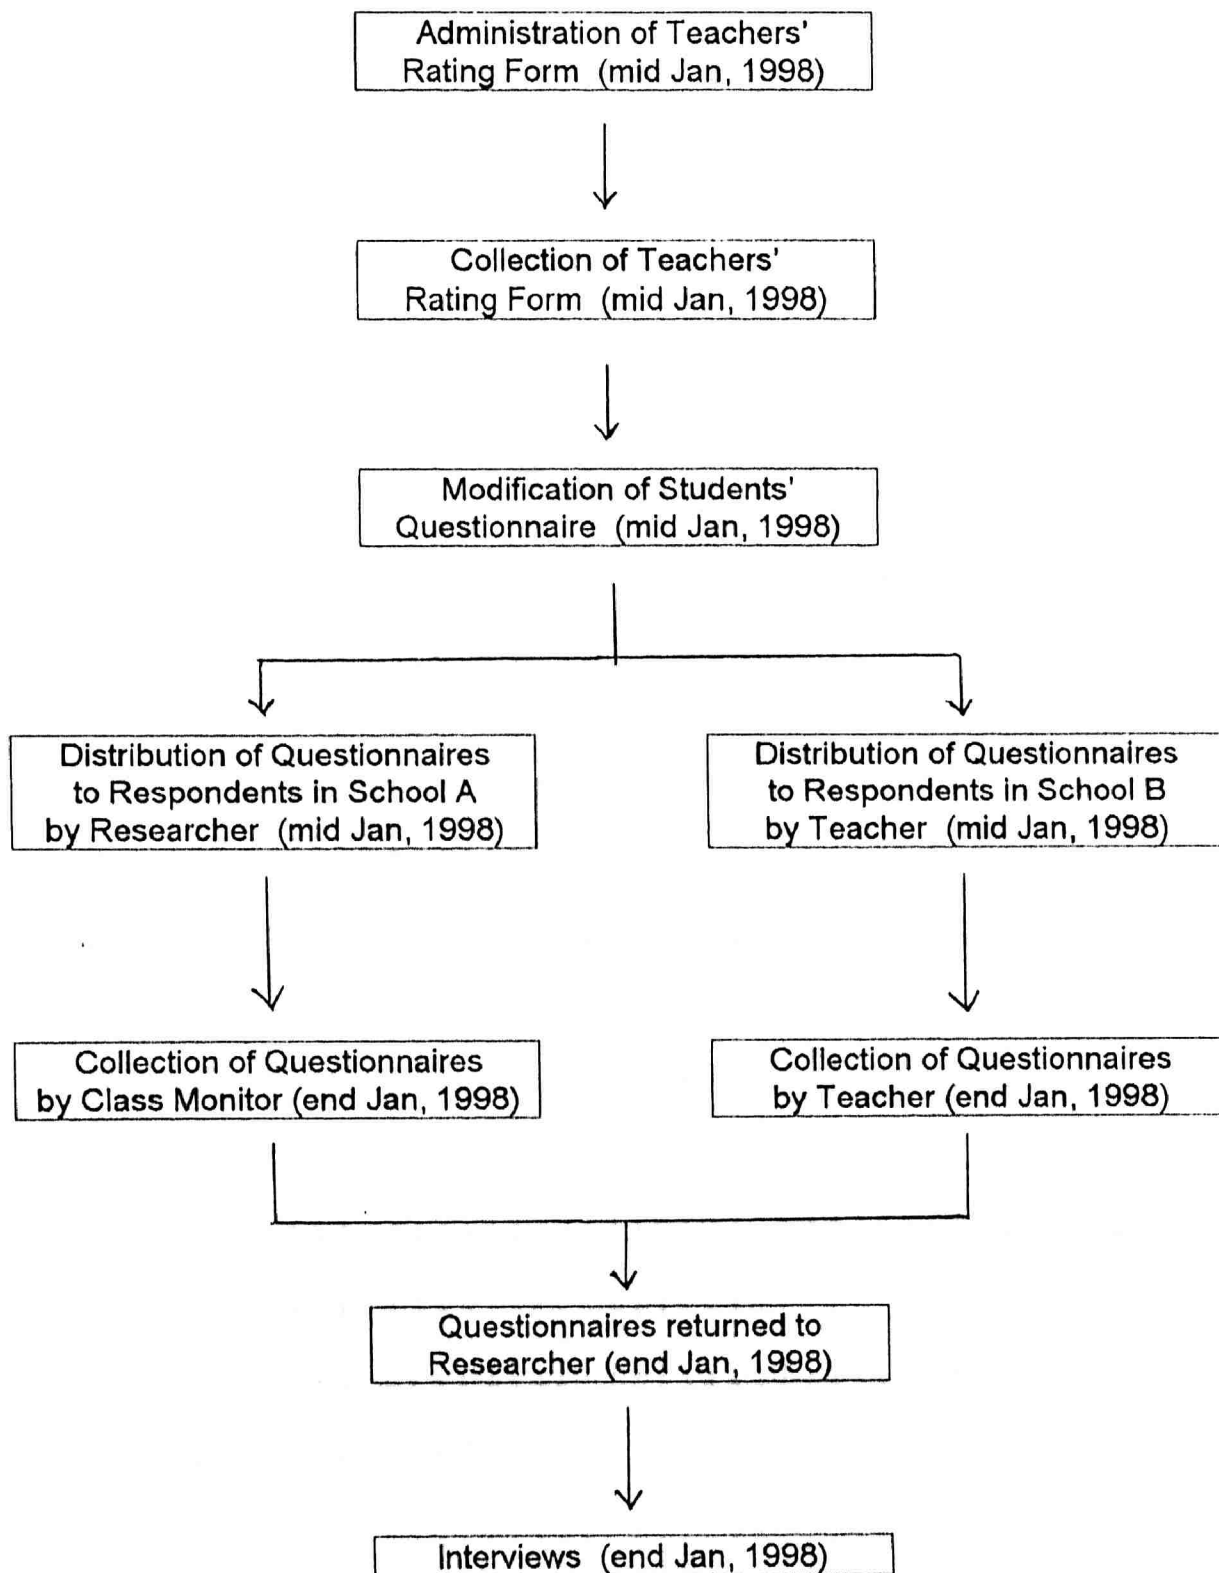 Administration of Teachers'
Rating Form (mid Jan, 1998)
Collection of Teachers'
Rating Form (mid Jan, 1998)
Modification of Students'
Questionnaire (mid Jan, 1998)
Distribution of Questionnaires
to Respondents in School A
by Researcher (mid Jan, 1998)
Distribution of Questionnaires
to Respondents in School B
by Teacher (mid Jan, 1998)
Collection of Questionnaires
by Class Monitor (end Jan, 1998)
Collection of Questionnaires
by Teacher (end Jan, 1998)
Questionnaires returned to
Researcher (end Jan, 1998)
Interviews (end Jan, 1998)